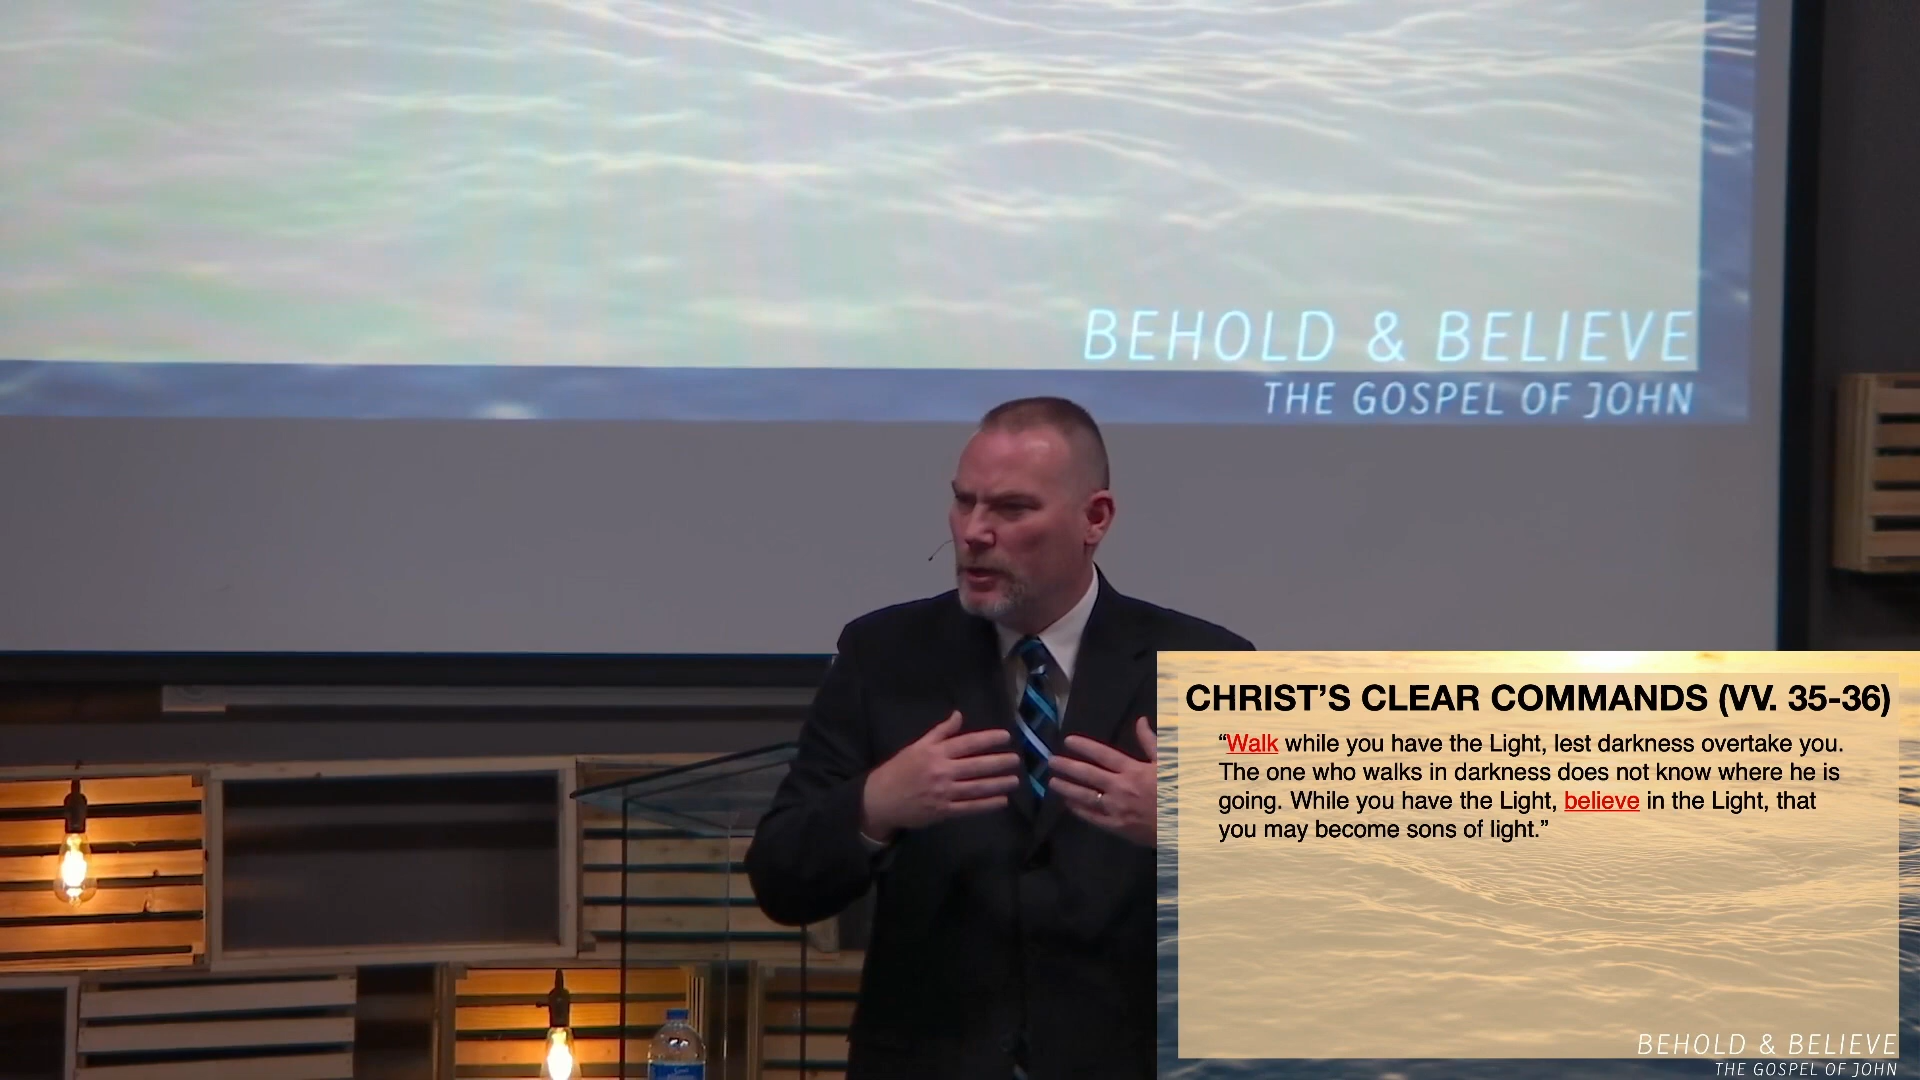 BEHOLD & BELIEVE
THE GOSPEL OF JOHN
CHRIST’S CLEAR COMMANDS (VV. 35-36)
“Walk while you have the Light, lest darkness overtake you.
The one who walks in darkness does not know where he is
going. While you have the Light, believe in the Light, that
you may become sons of light.”
BEHOLD & BELIEVE
THE GOSPEL OF JOHN